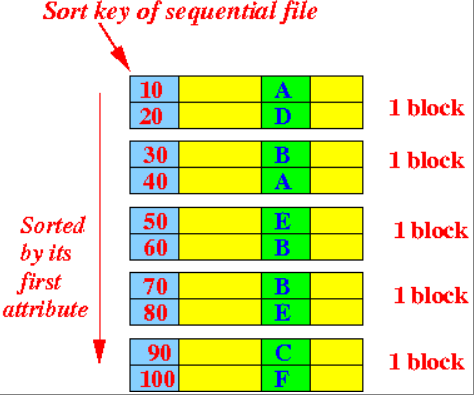 Sort key of sequential file
10 A
20 D
1 block
30 B
40 A
1 block
50 E
60 B
1 block
70 B
80 E
1 block
90 C
100 F
1 block
Sorted
by its
first
attribute